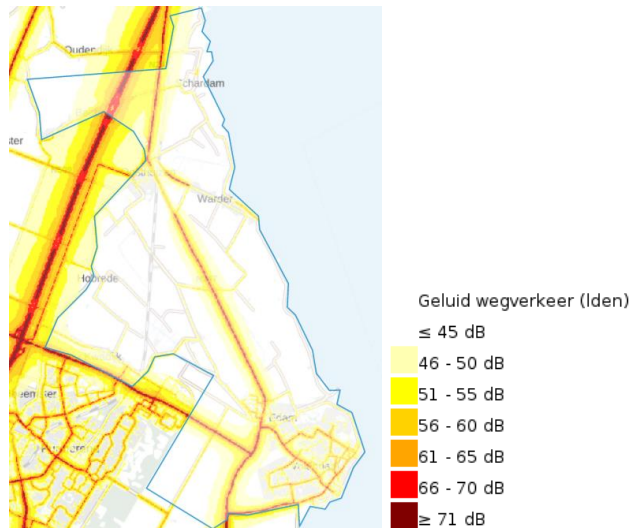 Schardam
Warder
Hobrede
Geluid wegverkeer (lden)
≤ 45 dB
46 - 50 dB
51 - 55 dB
56 - 60 dB
61 - 65 dB
66 - 70 dB
≥ 71 dB